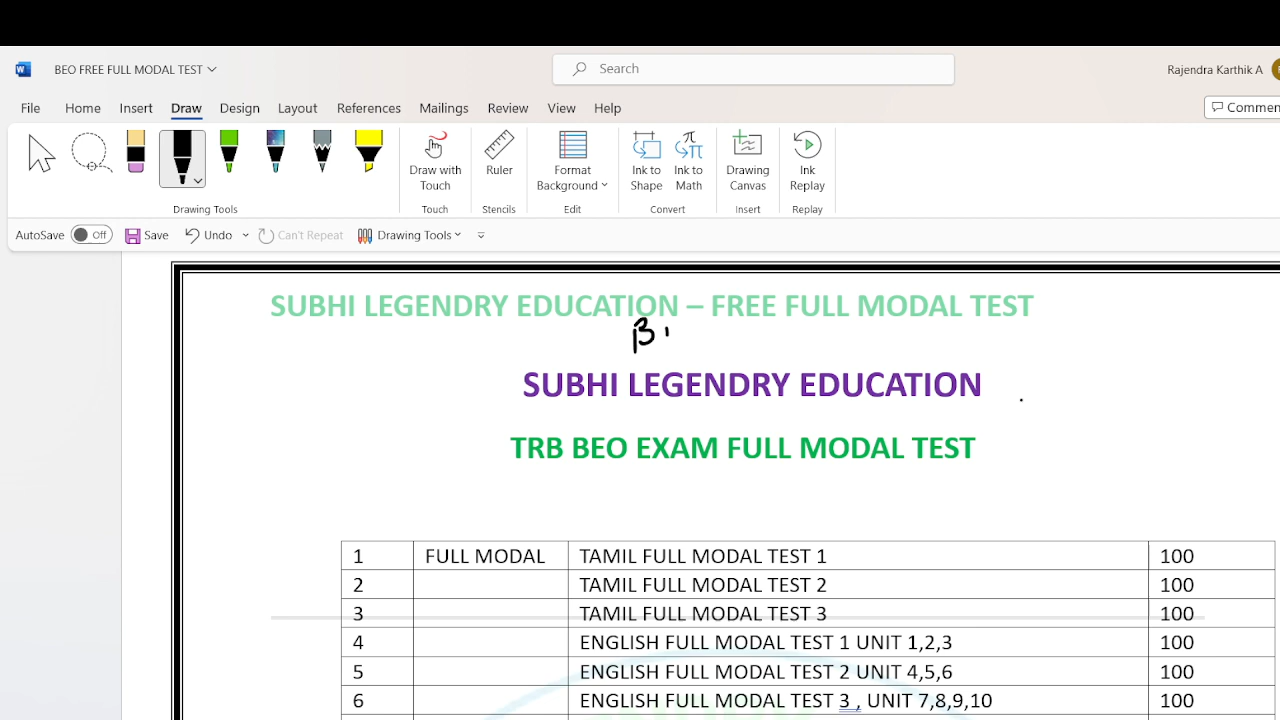 BEO FREE FULL MODAL TEST
Search
Rajendra Karthik A
File Home Insert Draw Design Layout References Mailings Review View Help
Commen
Draw with Touch
Ruler
Format Background
Ink to Shape
Ink to Math
Drawing Canvas
Ink Replay
Drawing Tools Touch Stencils Edit Convert Insert Replay
AutoSave Off Save Undo Can't Repeat Drawing Tools
SUBHI LEGENDRY EDUCATION – FREE FULL MODAL TEST
B
SUBHI LEGENDRY EDUCATION
TRB BEO EXAM FULL MODAL TEST
1 FULL MODAL TAMIL FULL MODAL TEST 1 100
2 TAMIL FULL MODAL TEST 2 100
3 TAMIL FULL MODAL TEST 3 100
4 ENGLISH FULL MODAL TEST 1 UNIT 1,2,3 100
5 ENGLISH FULL MODAL TEST 2 UNIT 4,5,6 100
6 ENGLISH FULL MODAL TEST 3 , UNIT 7,8,9,10 100